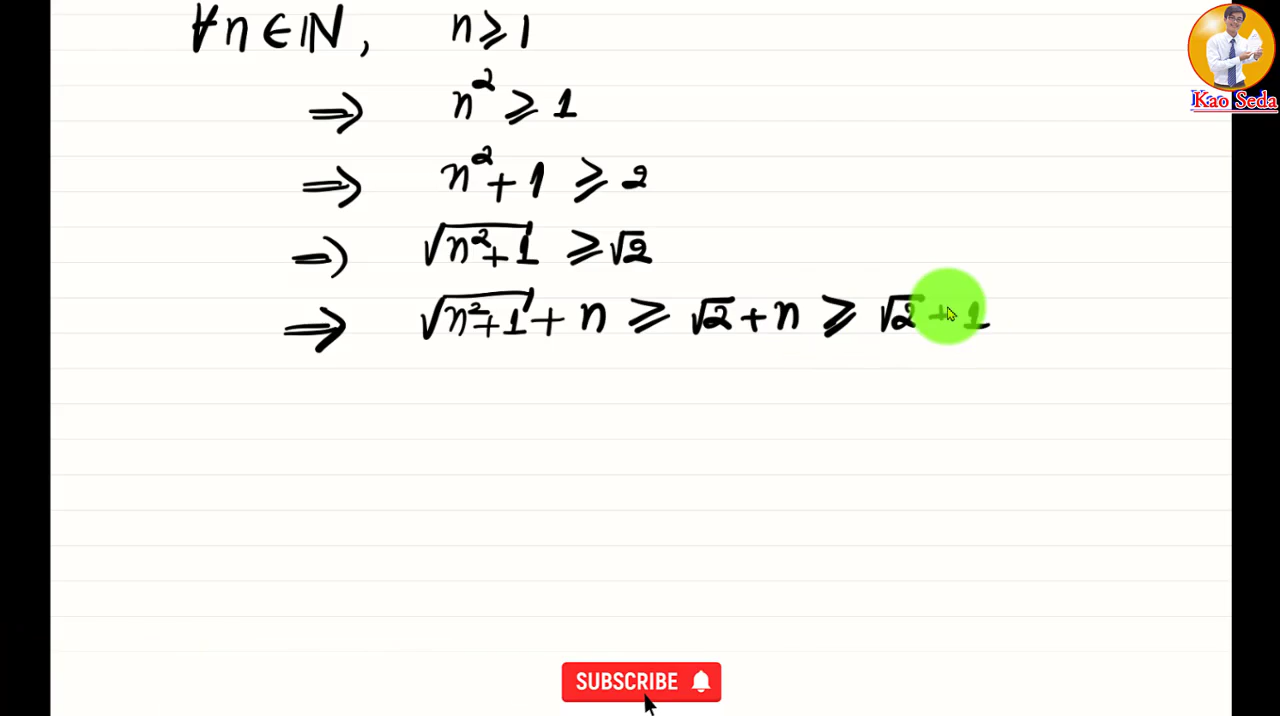 ∀n ∈ ℕ, n ⩾ 1
⇒ n² ⩾ 1
⇒ n² + 1 ⩾ 2
⇒ √(n²+1) ⩾ √2
⇒ √(n²+1) + n ⩾ √2 + n ⩾ √2 + 1
Kao Seda
SUBSCRIBE